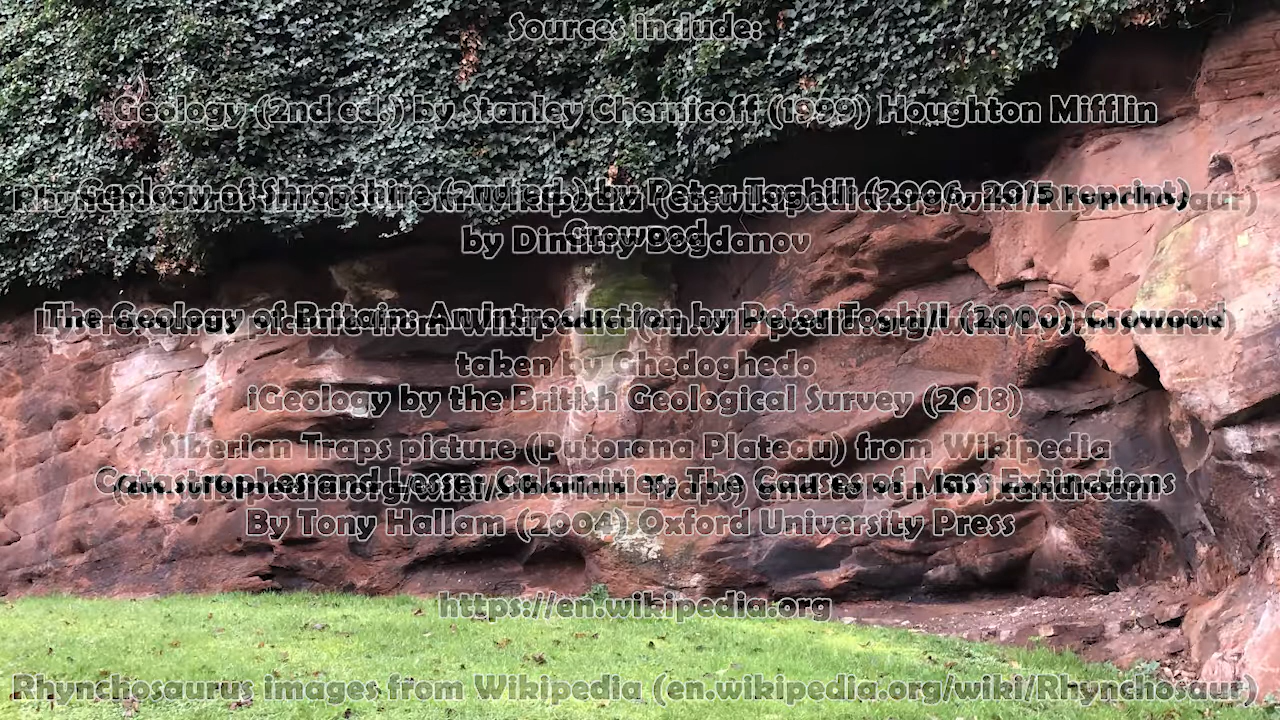 Sources include:
Geology (2nd ed.) by Stanley Chernicoff (1999) Houghton Mifflin
Geology of Shropshire (2nd ed.) by Peter Toghill (2006, 2015 reprint)
Crowood
by Dimitry Bogdanov
The Geology of Britain: An Introduction by Peter Toghill (2000) Crowood
taken by Ghedoghedo
iGeology by the British Geological Survey (2018)
Siberian Traps picture (Putorana Plateau) from Wikipedia
Catastrophes and Lesser Calamities, The Causes of Mass Extinctions
By Tony Hallam (2004) Oxford University Press
https://en.wikipedia.org
Rhynchosaurus images from Wikipedia (en.wikipedia.org/wiki/Rhynchosaur)